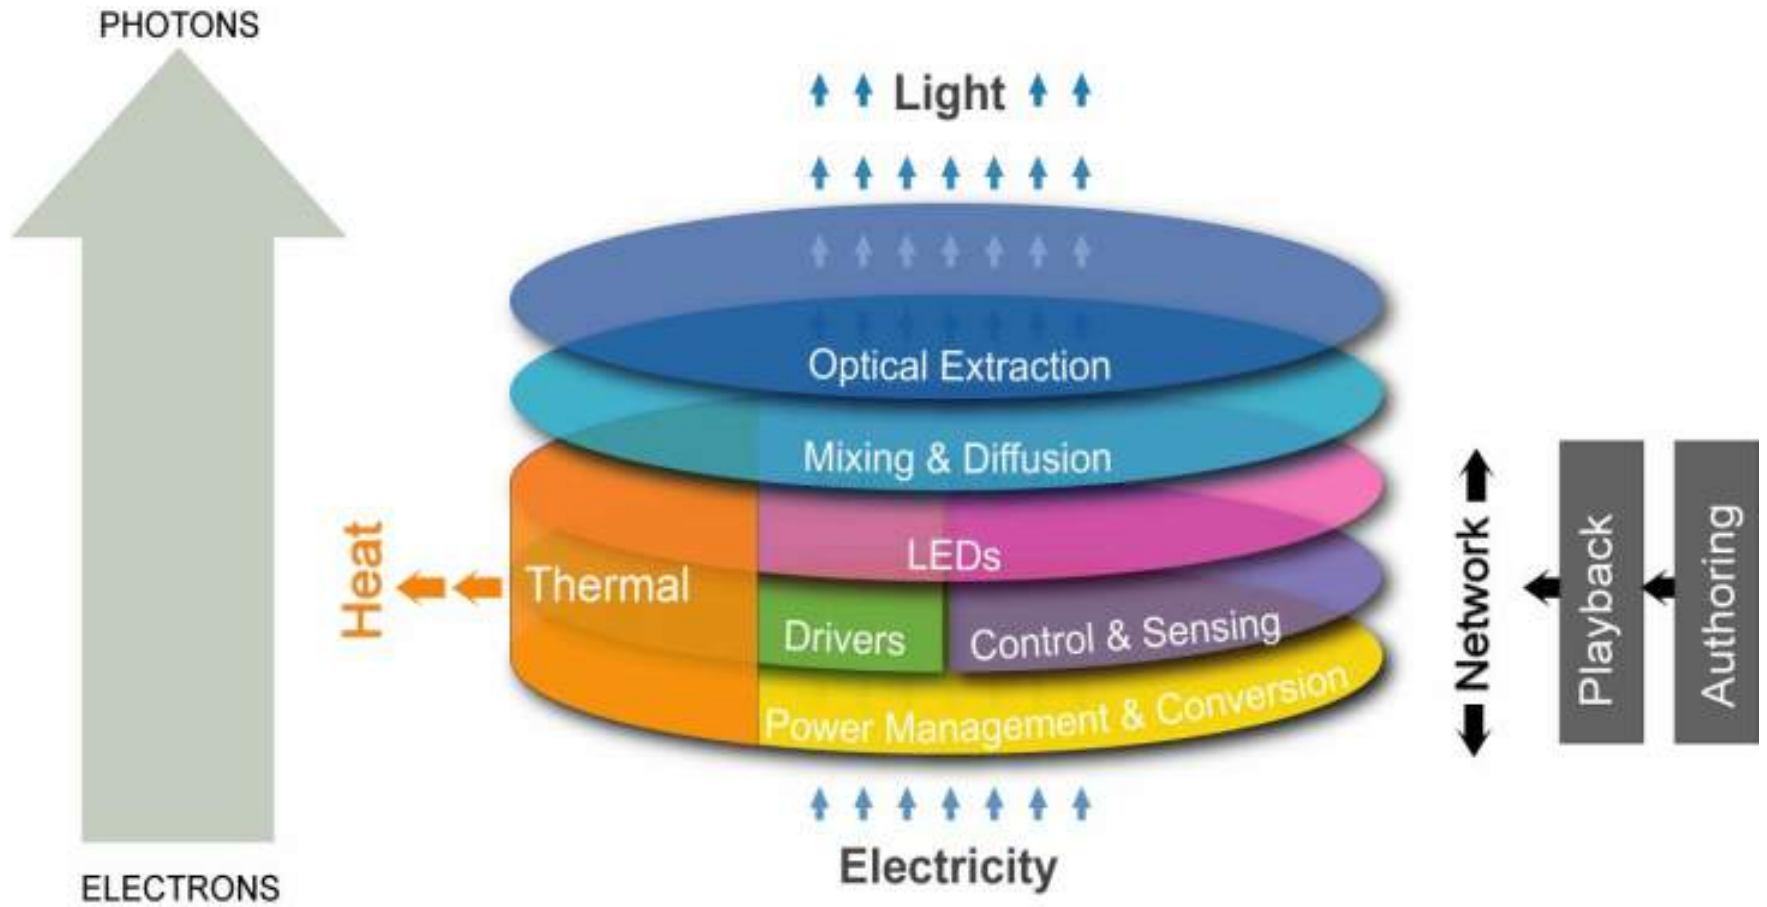 PHOTONS
Light
Optical Extraction
Mixing & Diffusion
LEDs
Thermal
Heat
Drivers
Control & Sensing
Power Management & Conversion
Network
Playback
Authoring
Electricity
ELECTRONS